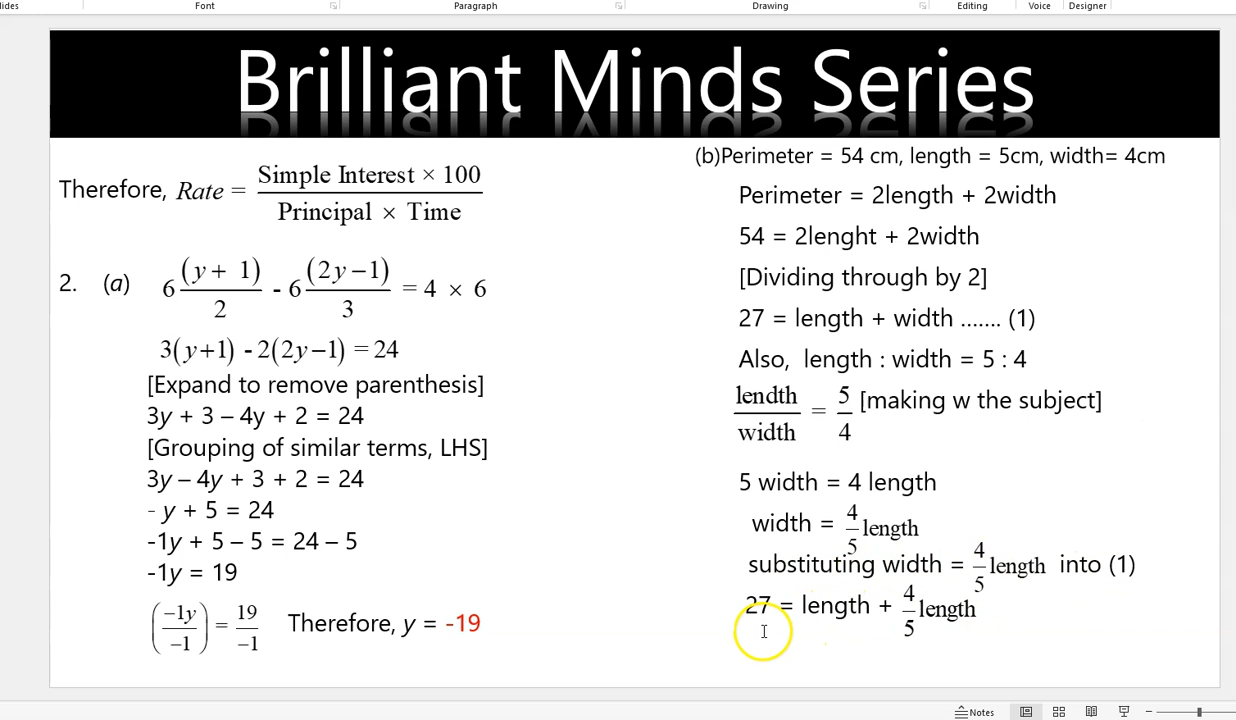 lides Font Paragraph Drawing Editing Voice Designer
Brilliant Minds Series
Therefore, Rate = Simple Interest × 100 / Principal × Time
2. (a) 6 (y + 1)/2 - 6 (2y − 1)/3 = 4 × 6
3(y+1) - 2(2y−1) = 24
[Expand to remove parenthesis]
3y + 3 – 4y + 2 = 24
[Grouping of similar terms, LHS]
3y – 4y + 3 + 2 = 24
- y + 5 = 24
-1y + 5 – 5 = 24 – 5
-1y = 19
(−1y/−1) = 19/−1 Therefore, y = -19
(b)Perimeter = 54 cm, length = 5cm, width= 4cm
Perimeter = 2length + 2width
54 = 2lenght + 2width
[Dividing through by 2]
27 = length + width ....... (1)
Also, length : width = 5 : 4
lendth/width = 5/4 [making w the subject]
5 width = 4 length
width = 4/5 length
substituting width = 4/5 length into (1)
27 = length + 4/5 length
Notes